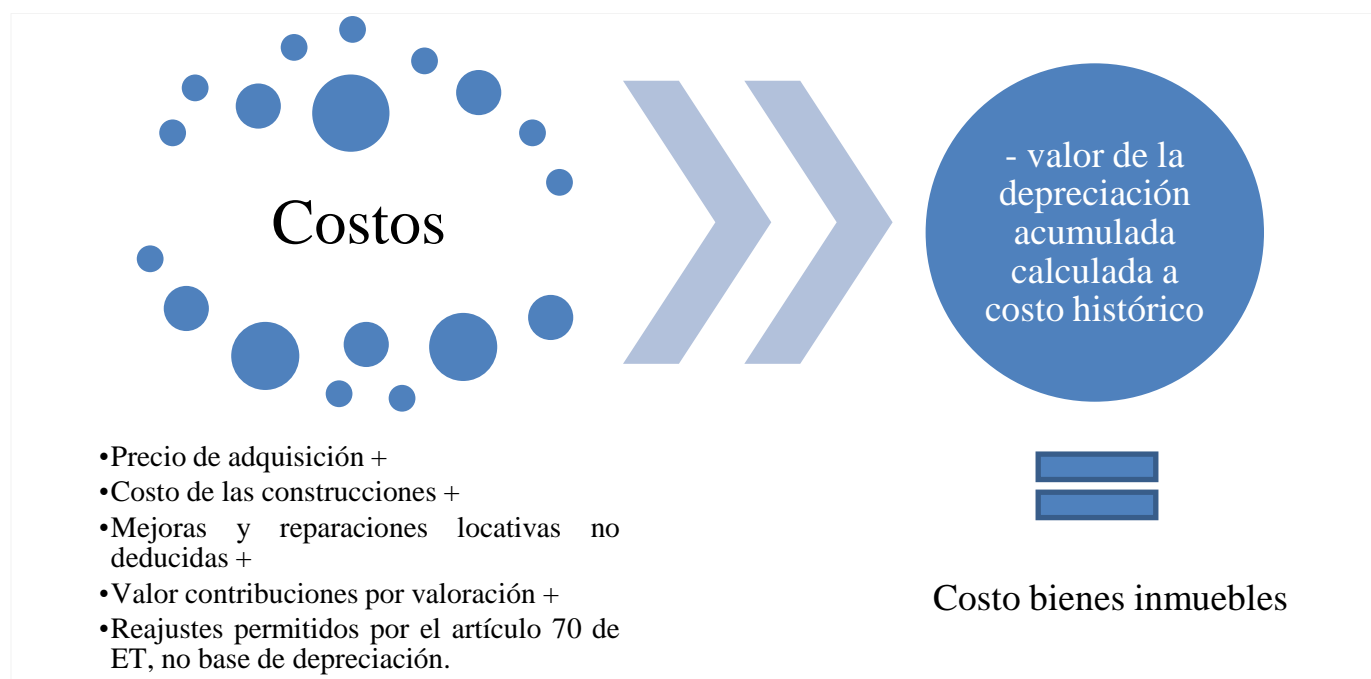 Costos
•Precio de adquisición +
•Costo de las construcciones +
•Mejoras y reparaciones locativas no
deducidas +
•Valor contribuciones por valoración +
•Reajustes permitidos por el artículo 70 de
ET, no base de depreciación.
- valor de la
depreciación
acumulada
calculada a
costo histórico
Costo bienes inmuebles